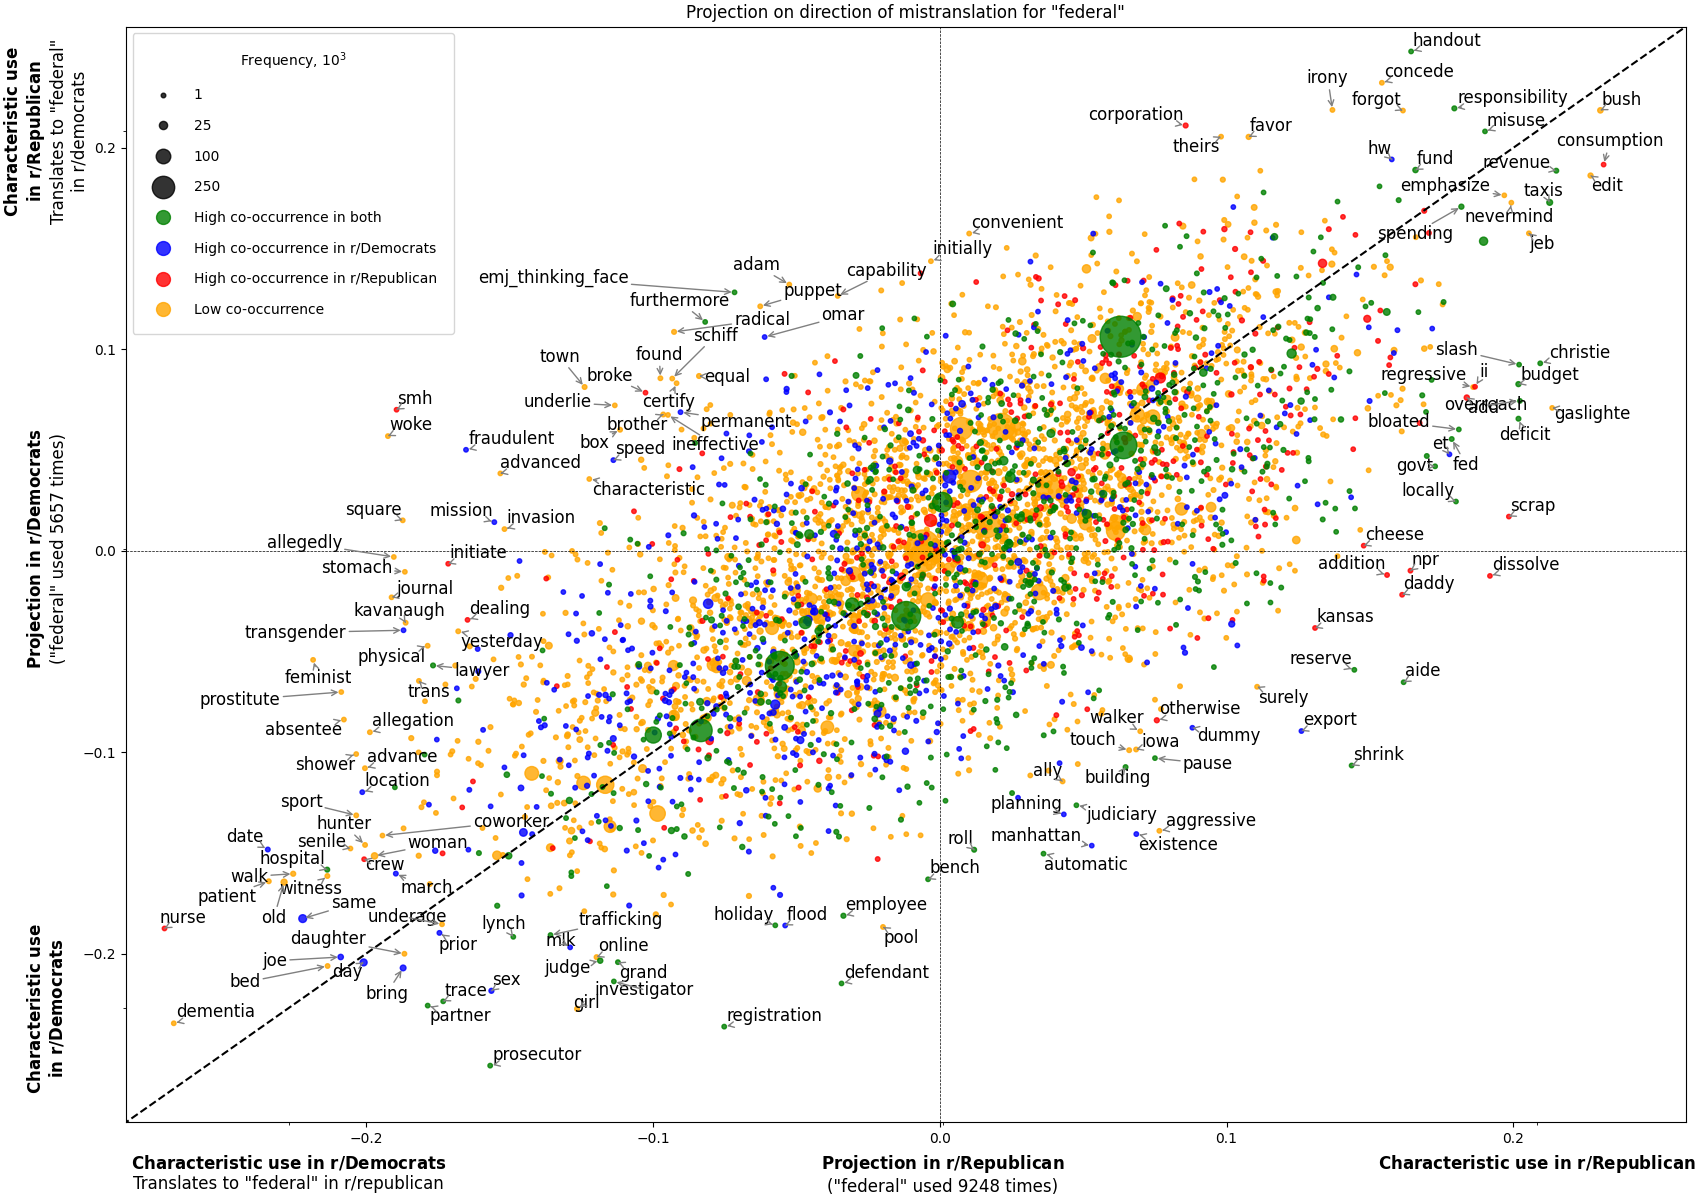 Projection on direction of mistranslation for "federal"
Characteristic use
in r/Republican
Translates to "federal"
in r/democrats
Projection in r/Democrats
("federal" used 5657 times)
Characteristic use
in r/Democrats
Frequency, 10^3
1
25
100
250
High co-occurrence in both
High co-occurrence in r/Democrats
High co-occurrence in r/Republican
Low co-occurrence
0.2
0.1
0.0
−0.1
−0.2
handout
concede
irony
forgot
responsibility
bush
corporation
misuse
favor
theirs
consumption
hw
fund
revenue
emphasize
taxis
edit
nevermind
spending
jeb
convenient
initially
adam
capability
emj_thinking_face
puppet
furthermore
radical
omar
schiff
town
found
broke
equal
underlie
certify
permanent
brother
ineffective
box
speed
smh
woke
fraudulent
advanced
characteristic
slash
christie
regressive
ii
budget
overreach
add
gaslighte
bloated
deficit
et
fed
govt
locally
scrap
square
mission
invasion
allegedly
initiate
stomach
cheese
addition
npr
dissolve
daddy
journal
kavanaugh
dealing
transgender
yesterday
kansas
physical
lawyer
feminist
trans
reserve
aide
prostitute
surely
absentee
allegation
walker
otherwise
export
dummy
touch
iowa
shower
advance
building
pause
shrink
location
ally
sport
planning
judiciary
hunter
coworker
aggressive
date
senile
woman
manhattan
existence
hospital
crew
roll
automatic
walk
witness
march
bench
patient
old
same
nurse
underage
lynch
trafficking
holiday
flood
employee
daughter
prior
mlk
online
pool
joe
day
judge
grand
defendant
bed
bring
trace
sex
investigator
girl
dementia
partner
registration
prosecutor
−0.2
−0.1
0.0
0.1
0.2
Characteristic use in r/Democrats
Translates to "federal" in r/republican
Projection in r/Republican
("federal" used 9248 times)
Characteristic use in r/Republican